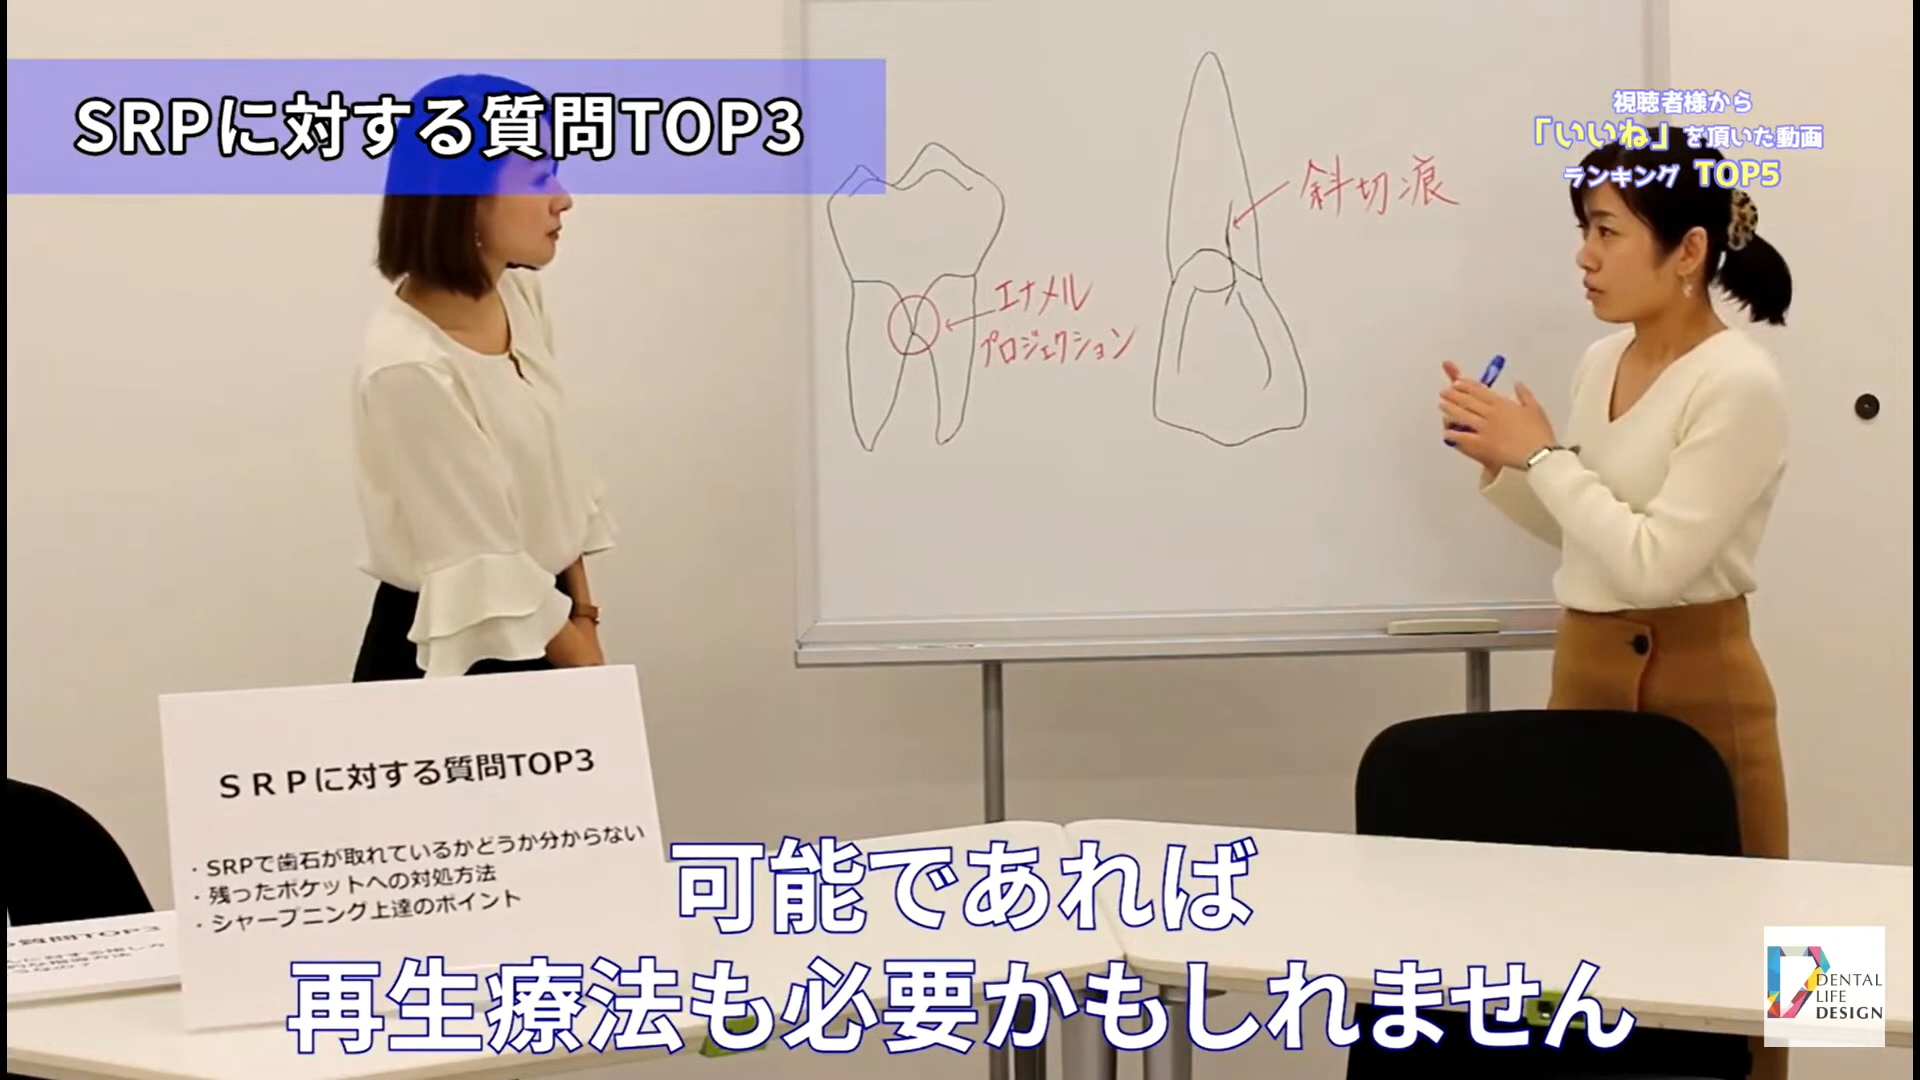 SRPに対する質問TOP3
視聴者様から
「いいね」を頂いた動画
ランキング TOP5
斜切痕
エナメル
プロジェクション
SRPに対する質問TOP3
・SRPで歯石が取れているかどうか分からない
・残ったポケットへの対処方法
・シャープニング上達のポイント
質問TOP3
可能であれば
再生療法も必要かもしれません
DENTAL
LIFE
DESIGN